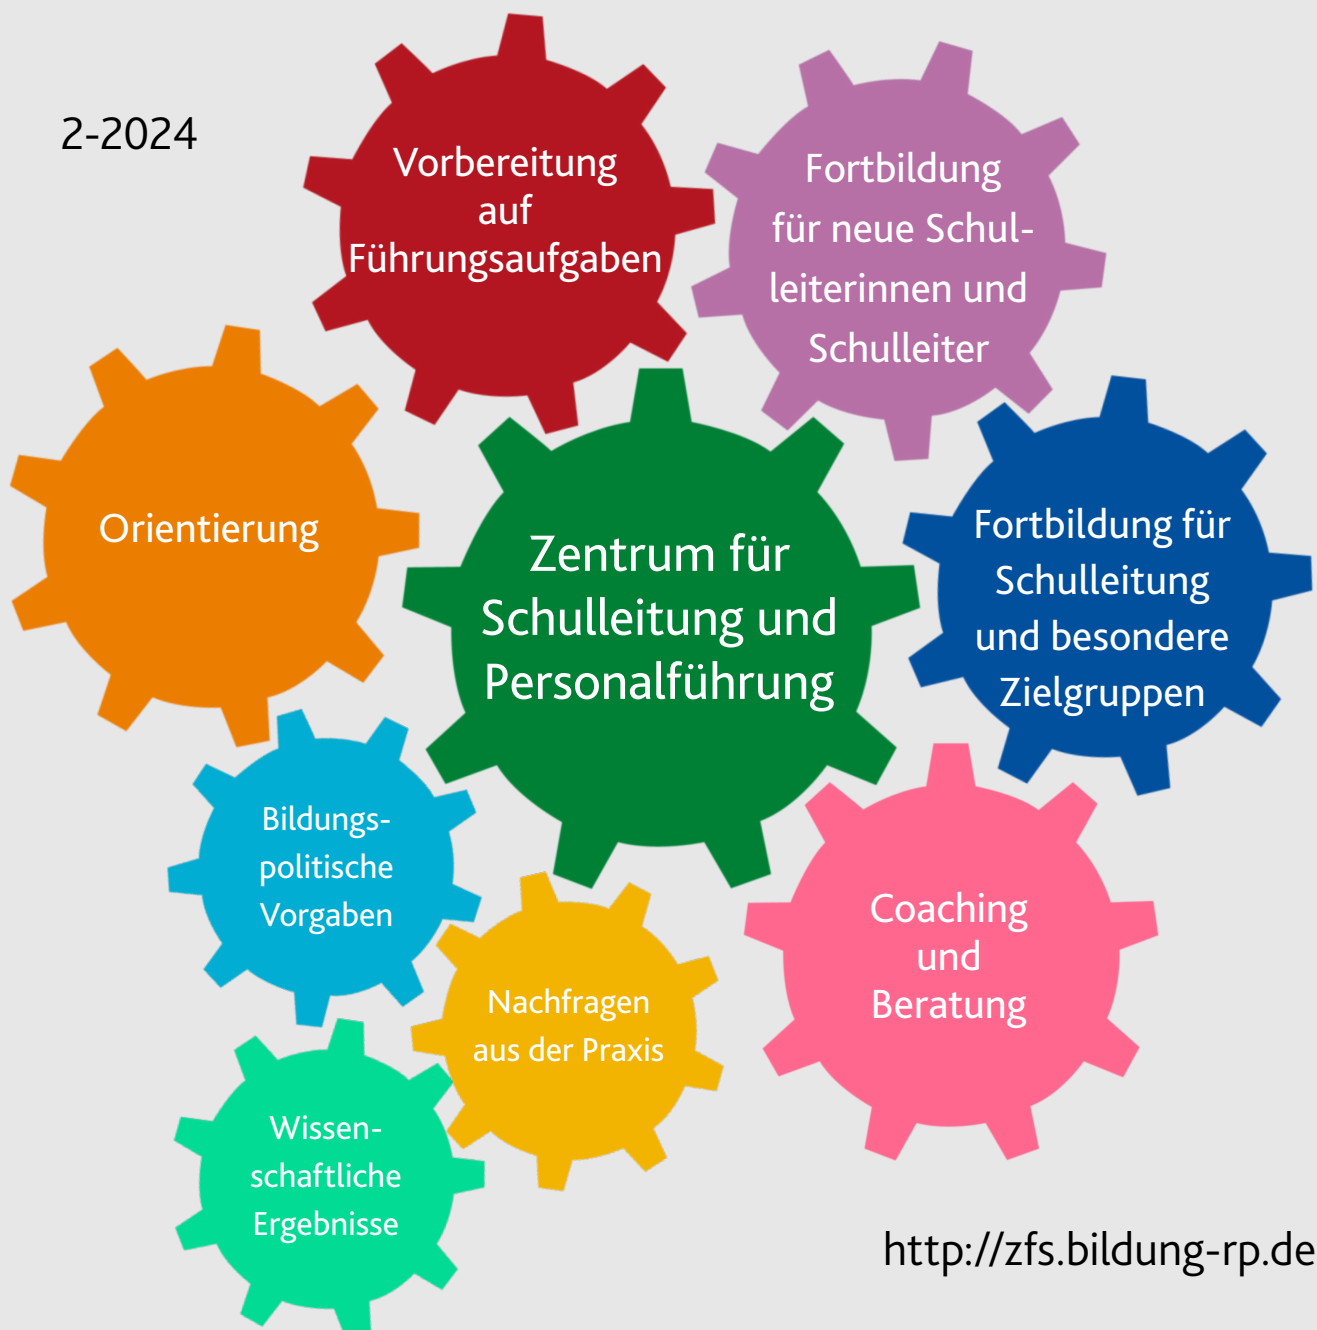 2-2024
Vorbereitung
auf
Führungsaufgaben
Fortbildung
für neue Schul-
leiterinnen und
Schulleiter
Orientierung
Zentrum für
Schulleitung und
Personalführung
Fortbildung für
Schulleitung
und besondere
Zielgruppen
Bildungs-
politische
Vorgaben
Nachfragen
aus der Praxis
Coaching
und
Beratung
Wissen-
schaftliche
Ergebnisse
http://zfs.bildung-rp.de